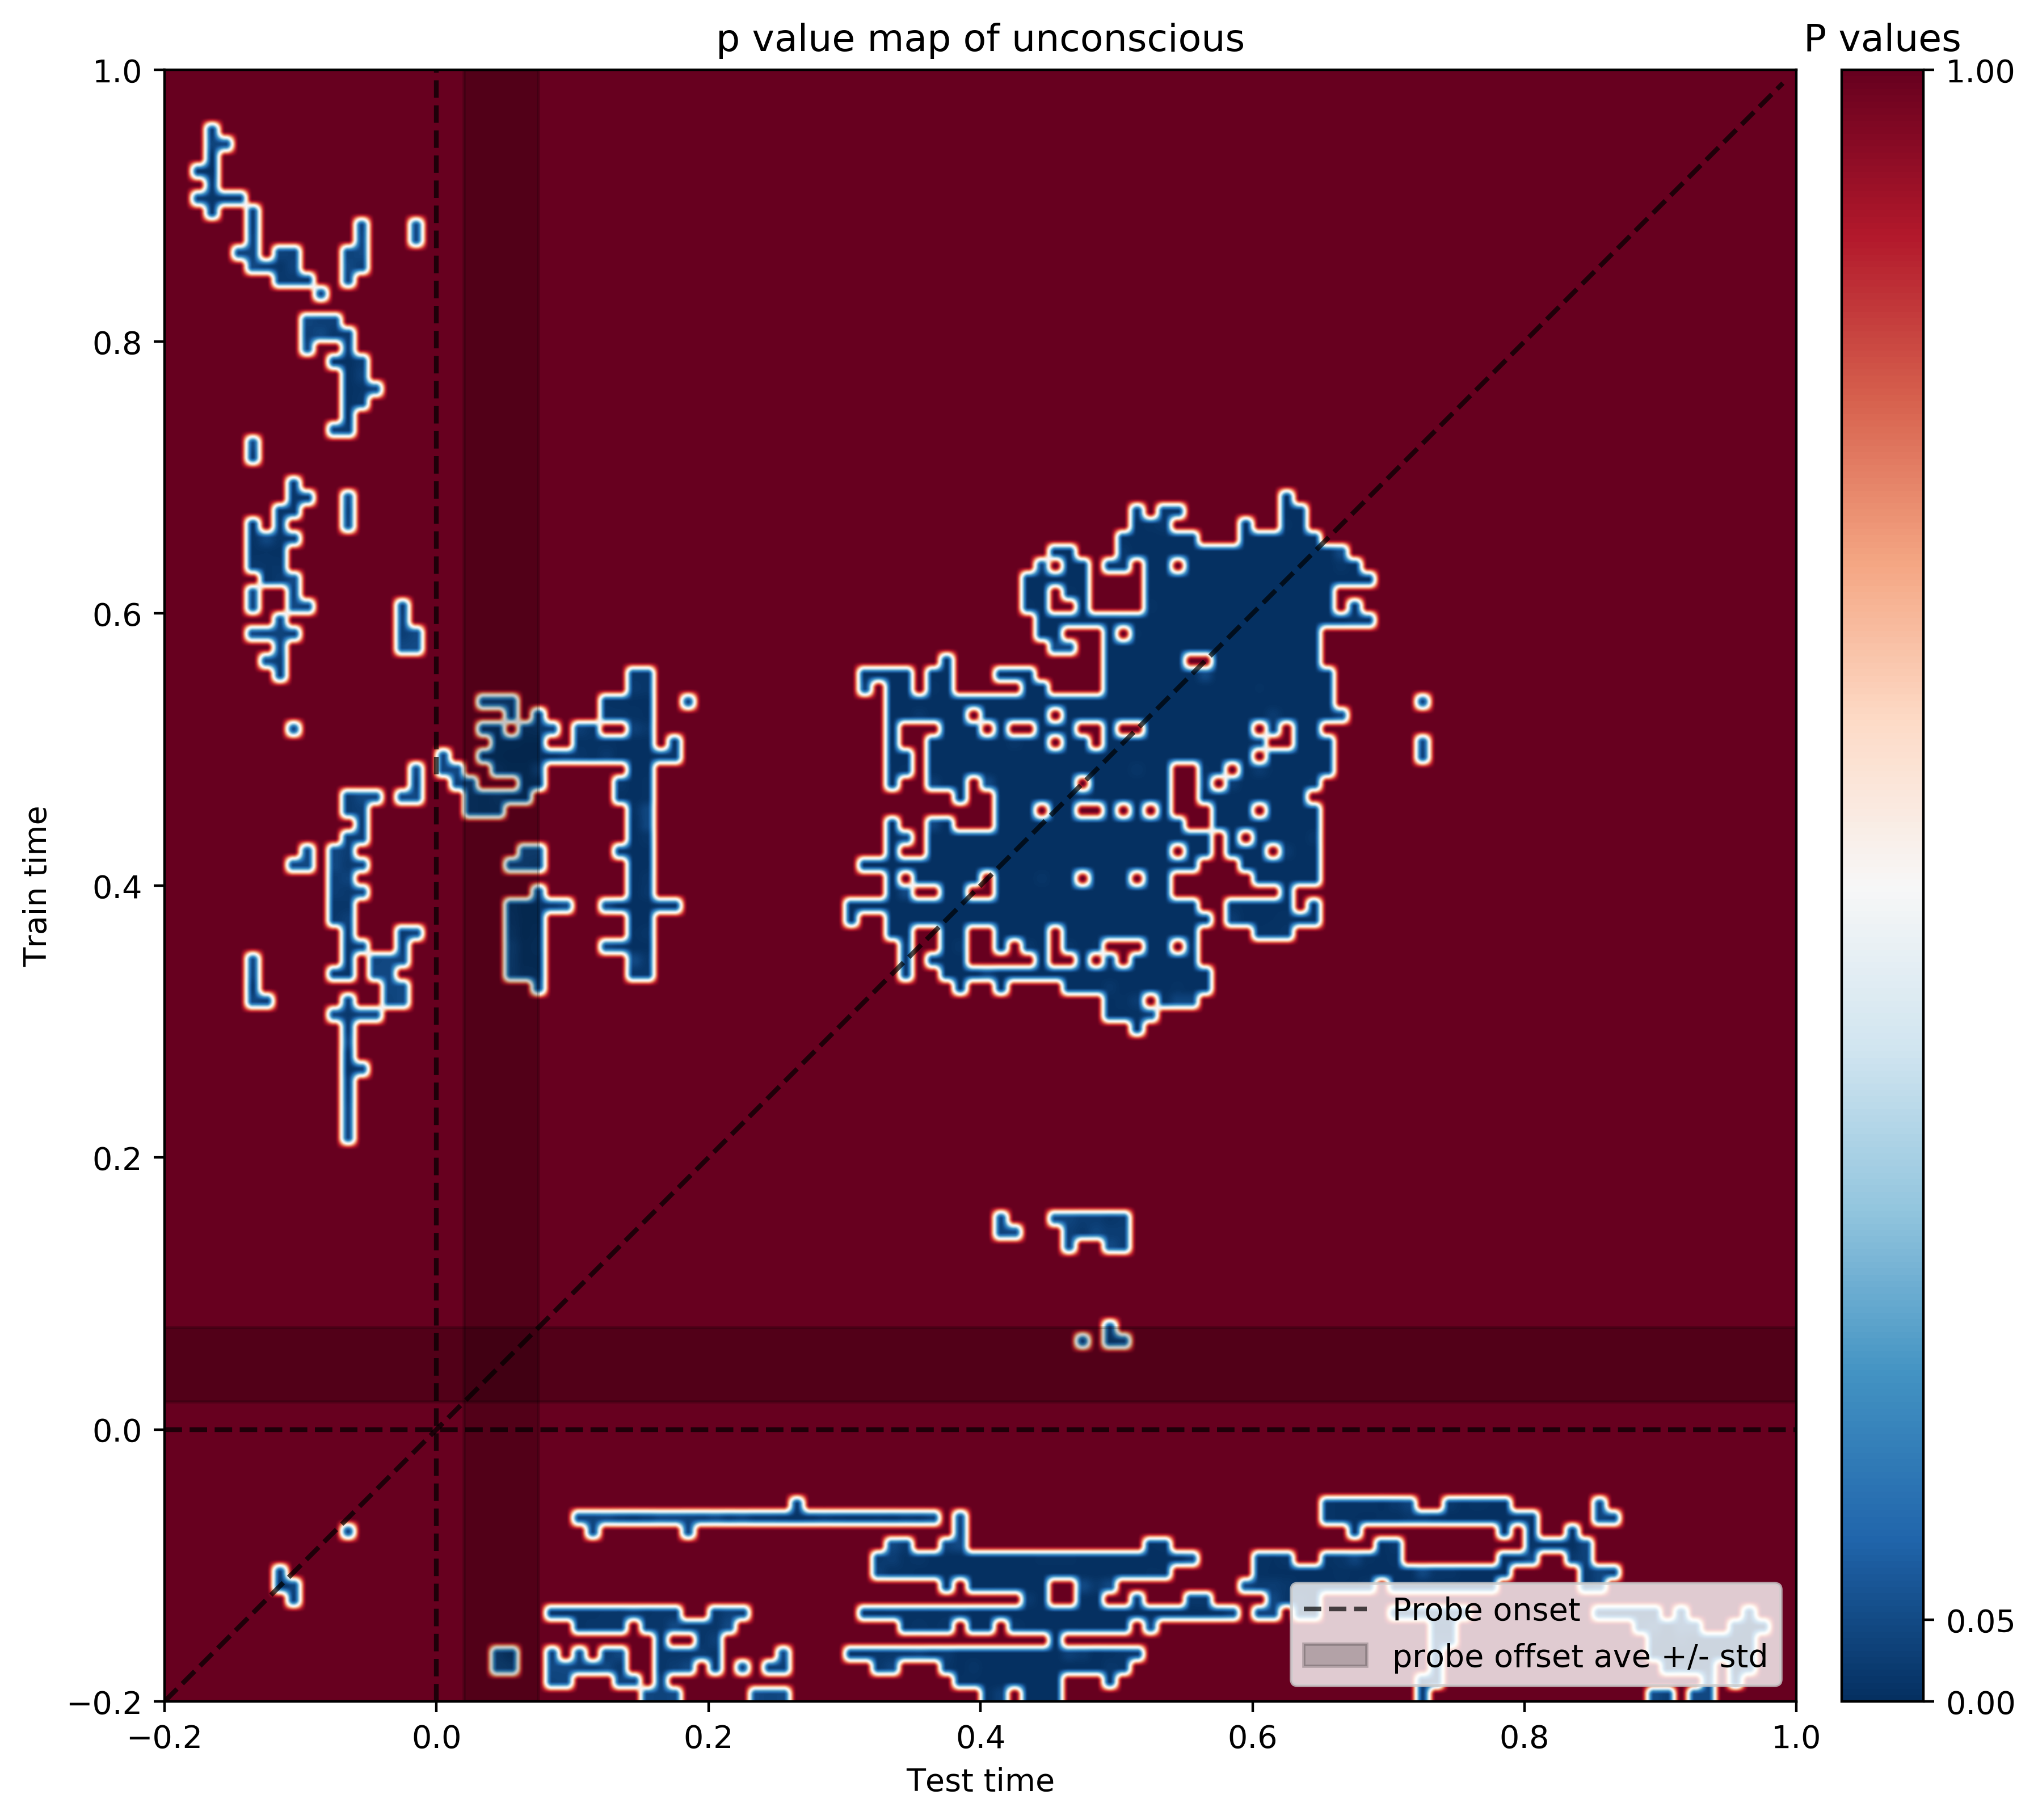 p value map of unconscious
P values
1.0
0.8
0.6
0.4
0.2
0.0
−0.2
Train time
−0.2
0.0
0.2
0.4
0.6
0.8
1.0
Test time
Probe onset
probe offset ave +/- std
1.00
0.05
0.00